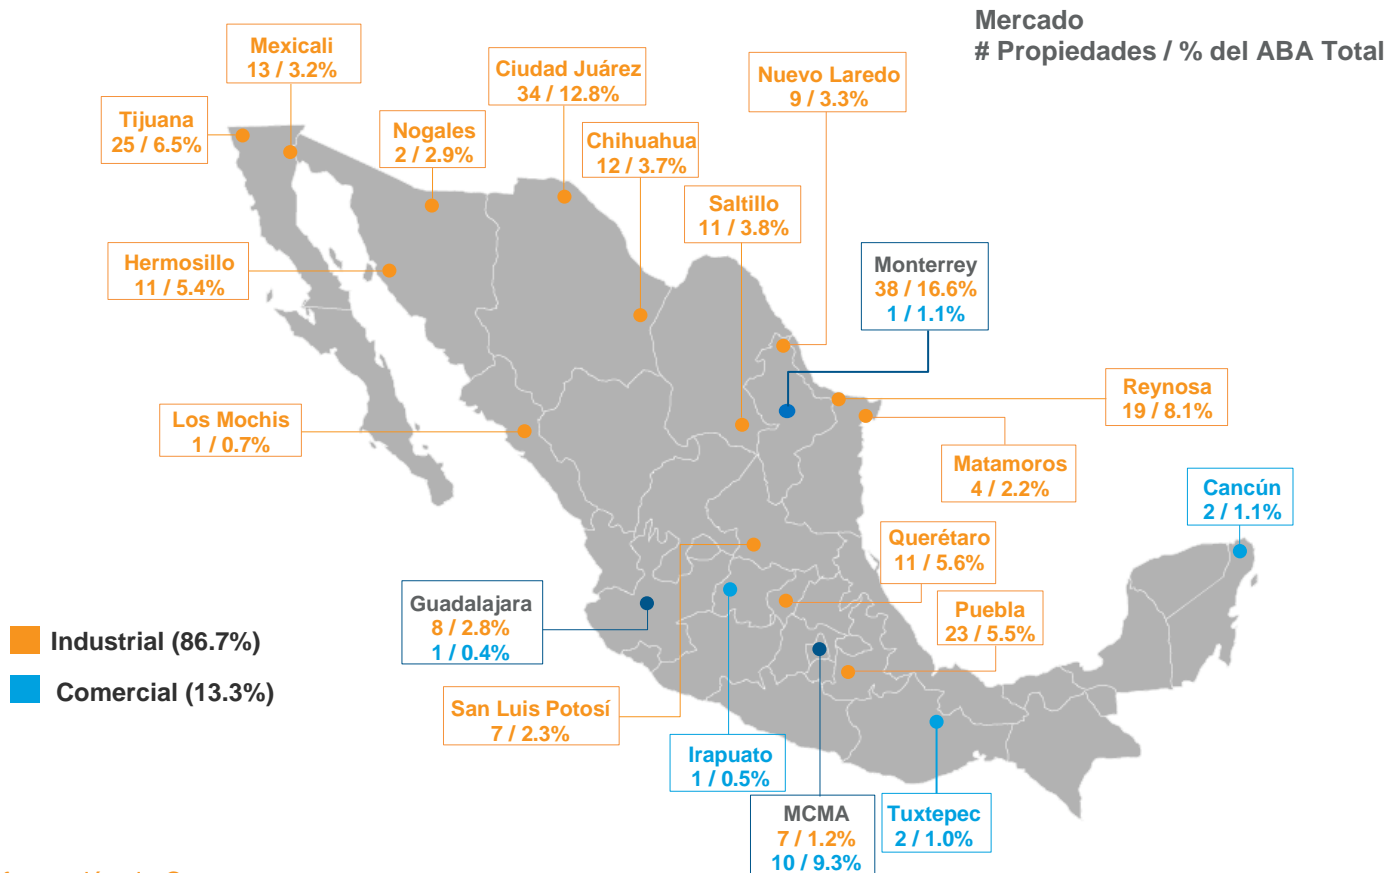 Mercado
# Propiedades / % del ABA Total
Mexicali
13 / 3.2%
Ciudad Juárez
34 / 12.8%
Nuevo Laredo
9 / 3.3%
Tijuana
25 / 6.5%
Nogales
2 / 2.9%
Chihuahua
12 / 3.7%
Saltillo
11 / 3.8%
Hermosillo
11 / 5.4%
Monterrey
38 / 16.6%
1 / 1.1%
Reynosa
19 / 8.1%
Los Mochis
1 / 0.7%
Matamoros
4 / 2.2%
Cancún
2 / 1.1%
Querétaro
11 / 5.6%
Guadalajara
8 / 2.8%
1 / 0.4%
Puebla
23 / 5.5%
Industrial (86.7%)
Comercial (13.3%)
San Luis Potosí
7 / 2.3%
Irapuato
1 / 0.5%
MCMA
7 / 1.2%
10 / 9.3%
Tuxtepec
2 / 1.0%